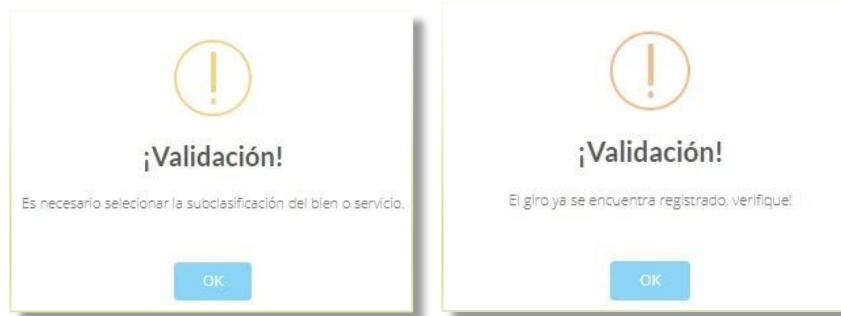 ¡Validación!
Es necesario selecionar la subclasificación del bien o servicio.
OK
¡Validación!
El giro ya se encuentra registrado, verifique!
OK